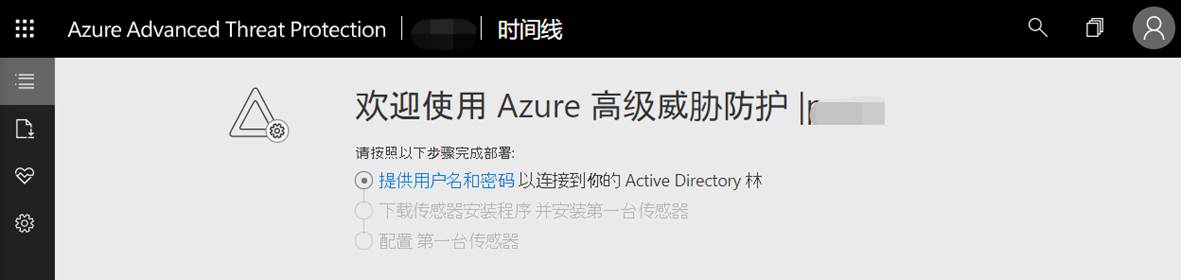 Azure Advanced Threat Protection | | 时间线
欢迎使用 Azure 高级威胁防护 |
请按照以下步骤完成部署:
提供用户名和密码 以连接到你的 Active Directory 林
下载传感器安装程序 并安装第一台传感器
配置 第一台传感器